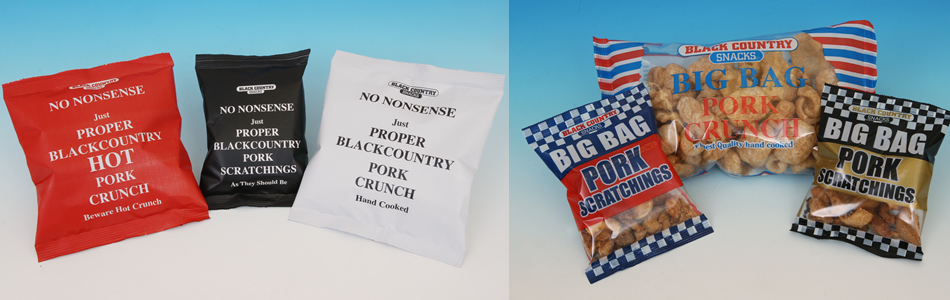 BLACK COUNTRY
SNACKS
NO NONSENSE
Just
PROPER
BLACKCOUNTRY
HOT
PORK
CRUNCH
Beware Hot Crunch
BLACK COUNTRY
SNACKS
NO NONSENSE
Just
PROPER
BLACKCOUNTRY
PORK
SCRATCHINGS
As They Should Be
BLACK COUNTRY
SNACKS
NO NONSENSE
Just
PROPER
BLACKCOUNTRY
PORK
CRUNCH
Hand Cooked
BLACK COUNTRY
SNACKS
BIG BAG
PORK
SCRATCHINGS
BLACK COUNTRY
SNACKS
BIG BAG
PORK
CRUNCH
Finest Quality hand cooked
BLACK COUNTRY
SNACKS
BIG BAG
PORK
SCRATCHINGS